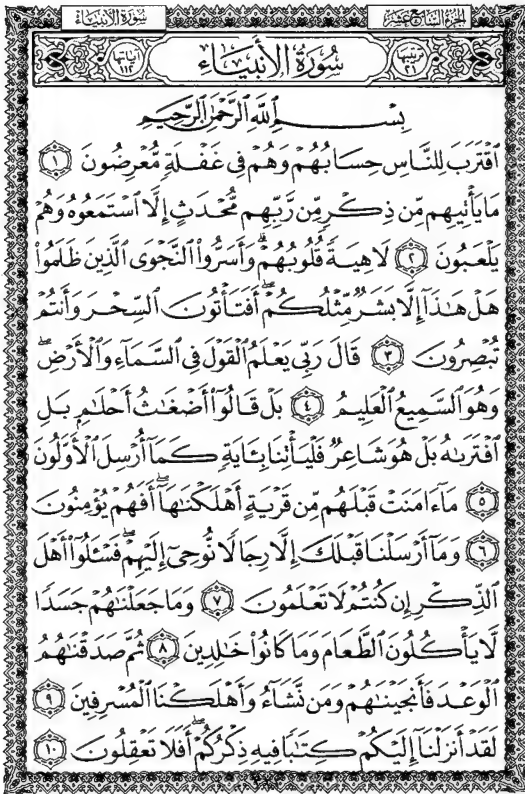 الجزء السابع عشر
سورة الأنبياء
ترتيبها ٢١
سُورَةُ الأَنْبِيَاء
آياتها ١١٢
بِسْمِ ٱللَّهِ ٱلرَّحْمَٰنِ ٱلرَّحِيمِ
ٱقْتَرَبَ لِلنَّاسِ حِسَابُهُمْ وَهُمْ فِى غَفْلَةٍ مُّعْرِضُونَ ١
مَا يَأْتِيهِم مِّن ذِكْرٍ مِّن رَّبِّهِم مُّحْدَثٍ إِلَّا ٱسْتَمَعُوهُ وَهُمْ
يَلْعَبُونَ ٢ لَاهِيَةً قُلُوبُهُمْ ۗ وَأَسَرُّوا۟ ٱلنَّجْوَى ٱلَّذِينَ ظَلَمُوا۟
هَلْ هَٰذَآ إِلَّا بَشَرٌ مِّثْلُكُمْ ۖ أَفَتَأْتُونَ ٱلسِّحْرَ وَأَنتُمْ
تُبْصِرُونَ ٣ قَالَ رَبِّى يَعْلَمُ ٱلْقَوْلَ فِى ٱلسَّمَآءِ وَٱلْأَرْضِ ۖ
وَهُوَ ٱلسَّمِيعُ ٱلْعَلِيمُ ٤ بَلْ قَالُوٓا۟ أَضْغَٰثُ أَحْلَٰمٍۭ بَلِ
ٱفْتَرَىٰهُ بَلْ هُوَ شَاعِرٌ فَلْيَأْتِنَا بِـَٔايَةٍ كَمَآ أُرْسِلَ ٱلْأَوَّلُونَ
٥ مَآ ءَامَنَتْ قَبْلَهُم مِّن قَرْيَةٍ أَهْلَكْنَٰهَآ ۖ أَفَهُمْ يُؤْمِنُونَ
٦ وَمَآ أَرْسَلْنَا قَبْلَكَ إِلَّا رِجَالًا نُّوحِىٓ إِلَيْهِمْ ۖ فَسْـَٔلُوٓا۟ أَهْلَ
ٱلذِّكْرِ إِن كُنتُمْ لَا تَعْلَمُونَ ٧ وَمَا جَعَلْنَٰهُمْ جَسَدًا
لَّا يَأْكُلُونَ ٱلطَّعَامَ وَمَا كَانُوا۟ خَٰلِدِينَ ٨ ثُمَّ صَدَقْنَٰهُمُ
ٱلْوَعْدَ فَأَنجَيْنَٰهُمْ وَمَن نَّشَآءُ وَأَهْلَكْنَا ٱلْمُسْرِفِينَ ٩
لَقَدْ أَنزَلْنَآ إِلَيْكُمْ كِتَٰبًا فِيهِ ذِكْرُكُمْ ۖ أَفَلَا تَعْقِلُونَ ١٠